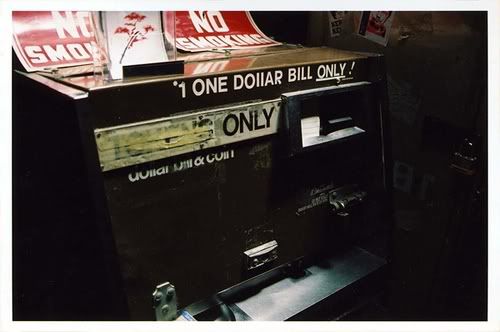 NO
SMOKING
NO
SMOKING
$1 ONE DOllAR BILL ONLY!
ONLY
dollar bill & coin